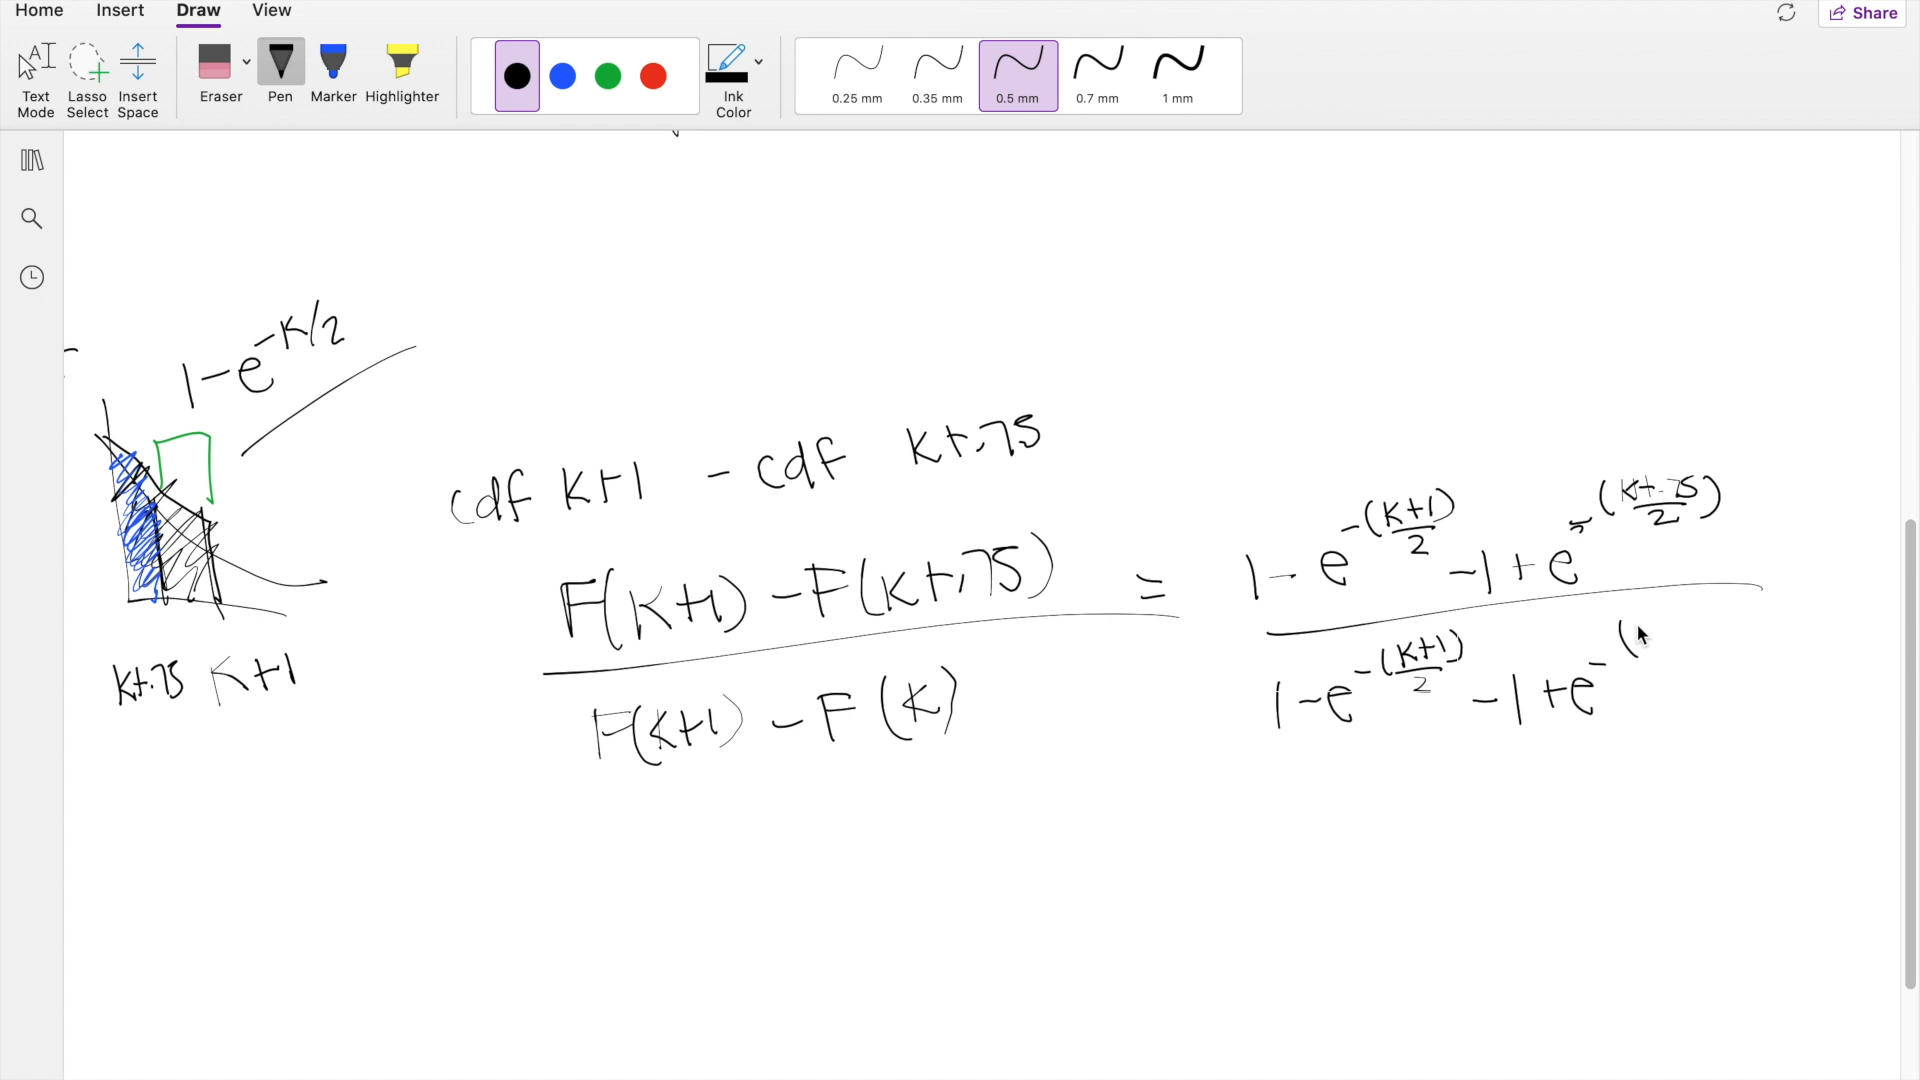 Home Insert Draw View Share
Text Mode
Lasso Select
Insert Space
Eraser
Pen
Marker
Highlighter
Ink Color
0.25 mm
0.35 mm
0.5 mm
0.7 mm
1 mm
1-e^{-K/2}
cdf K+1 - cdf K+.75
F(K+1) - F(K+.75)
F(K+1) - F(K)
=
1 - e^{-(K+1)/2} - 1 + e^{-(K+.75)/2}
1 - e^{-(K+1)/2} - 1 + e^{-(
K+.75 K+1